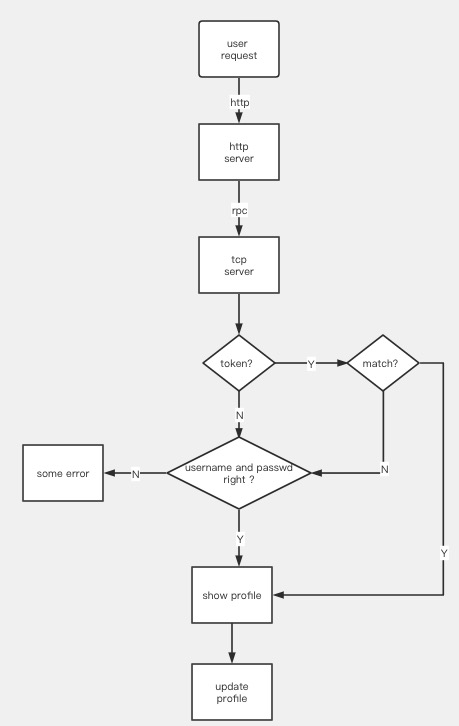 user
request
http
http
server
rpc
tcp
server
token?
Y
match?
N
username and passwd
right ?
N
some error
N
Y
Y
show profile
update
profile